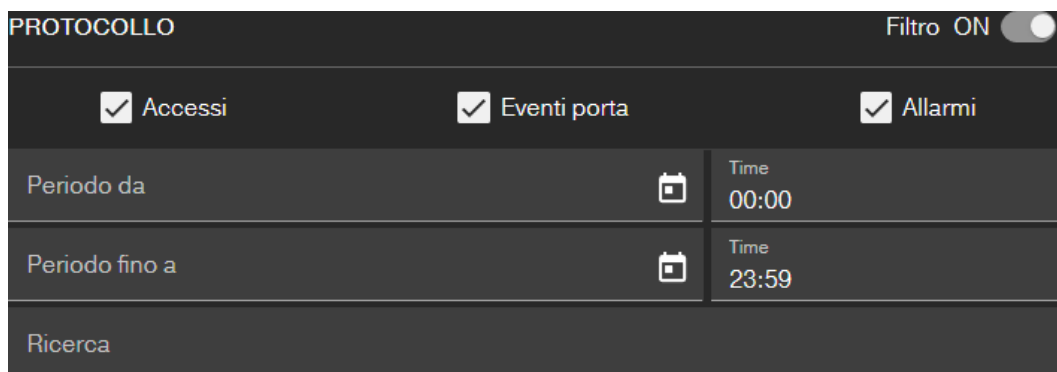 PROTOCOLLO Filtro ON
Accessi Eventi porta Allarmi
Periodo da Time 00:00
Periodo fino a Time 23:59
Ricerca